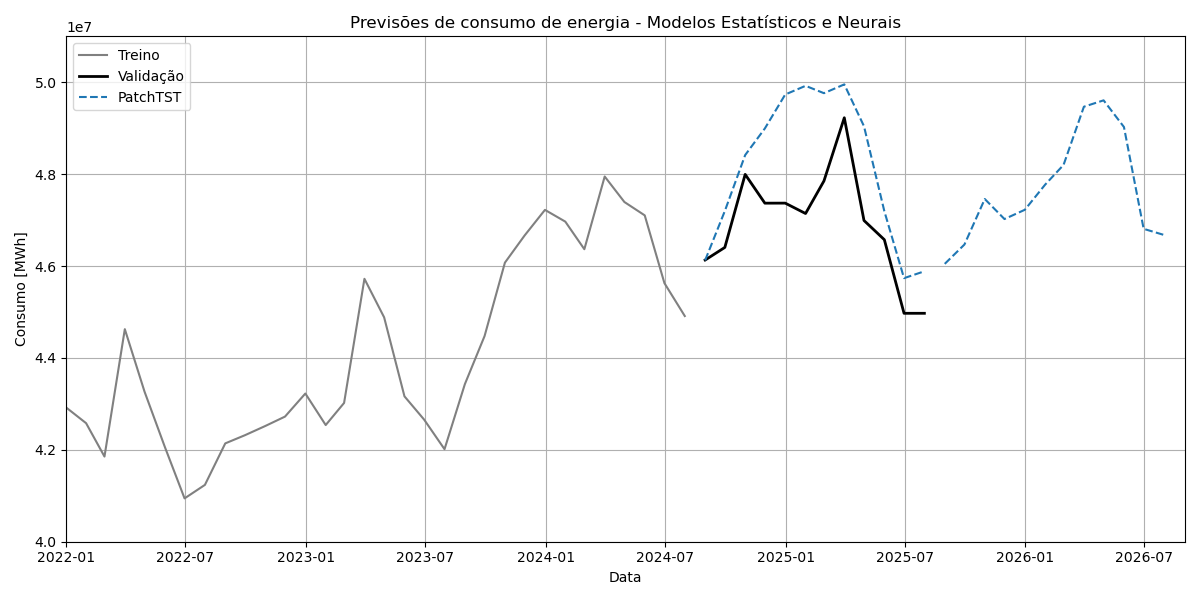 Previsões de consumo de energia - Modelos Estatísticos e Neurais
1e7
Treino
Validação
PatchTST
5.0
4.8
4.6
4.4
4.2
4.0
Consumo [MWh]
2022-01 2022-07 2023-01 2023-07 2024-01 2024-07 2025-01 2025-07 2026-01 2026-07
Data